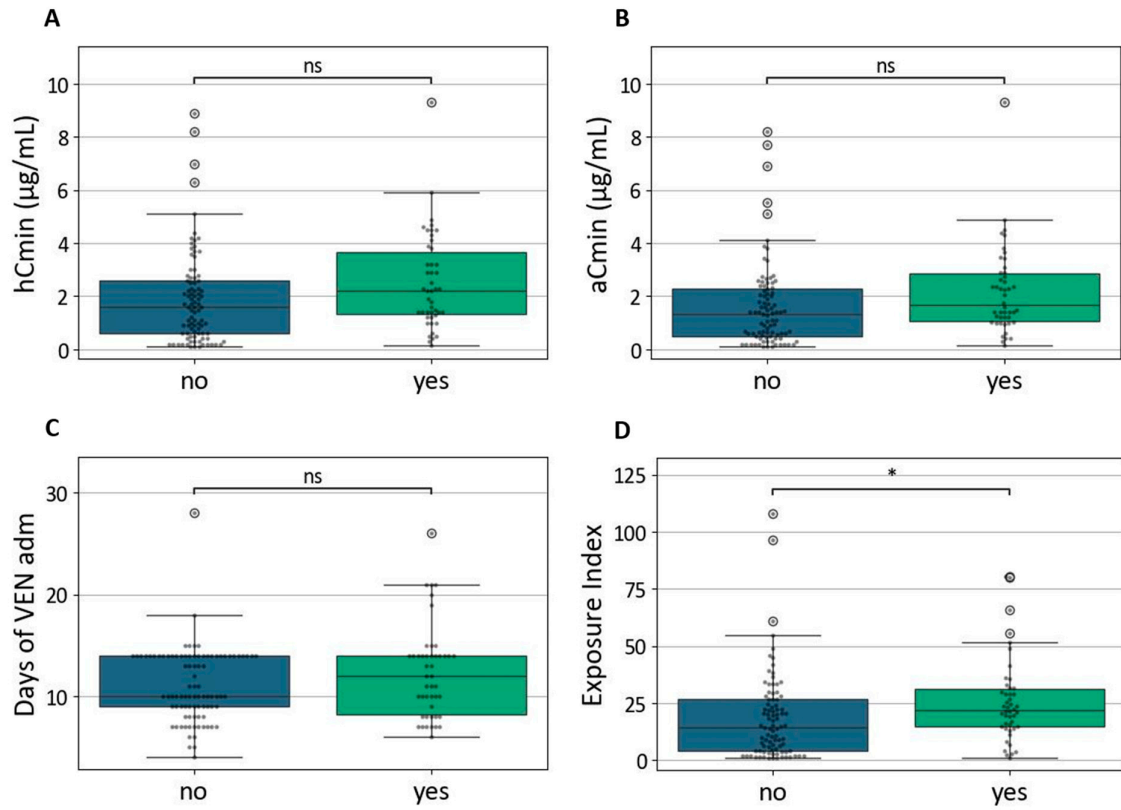 A
hCmin (µg/mL)
10
8
6
4
2
0
ns
no
yes
B
aCmin (µg/mL)
10
8
6
4
2
0
ns
no
yes
C
Days of VEN adm
30
20
10
ns
no
yes
D
Exposure Index
125
100
75
50
25
0
*
no
yes